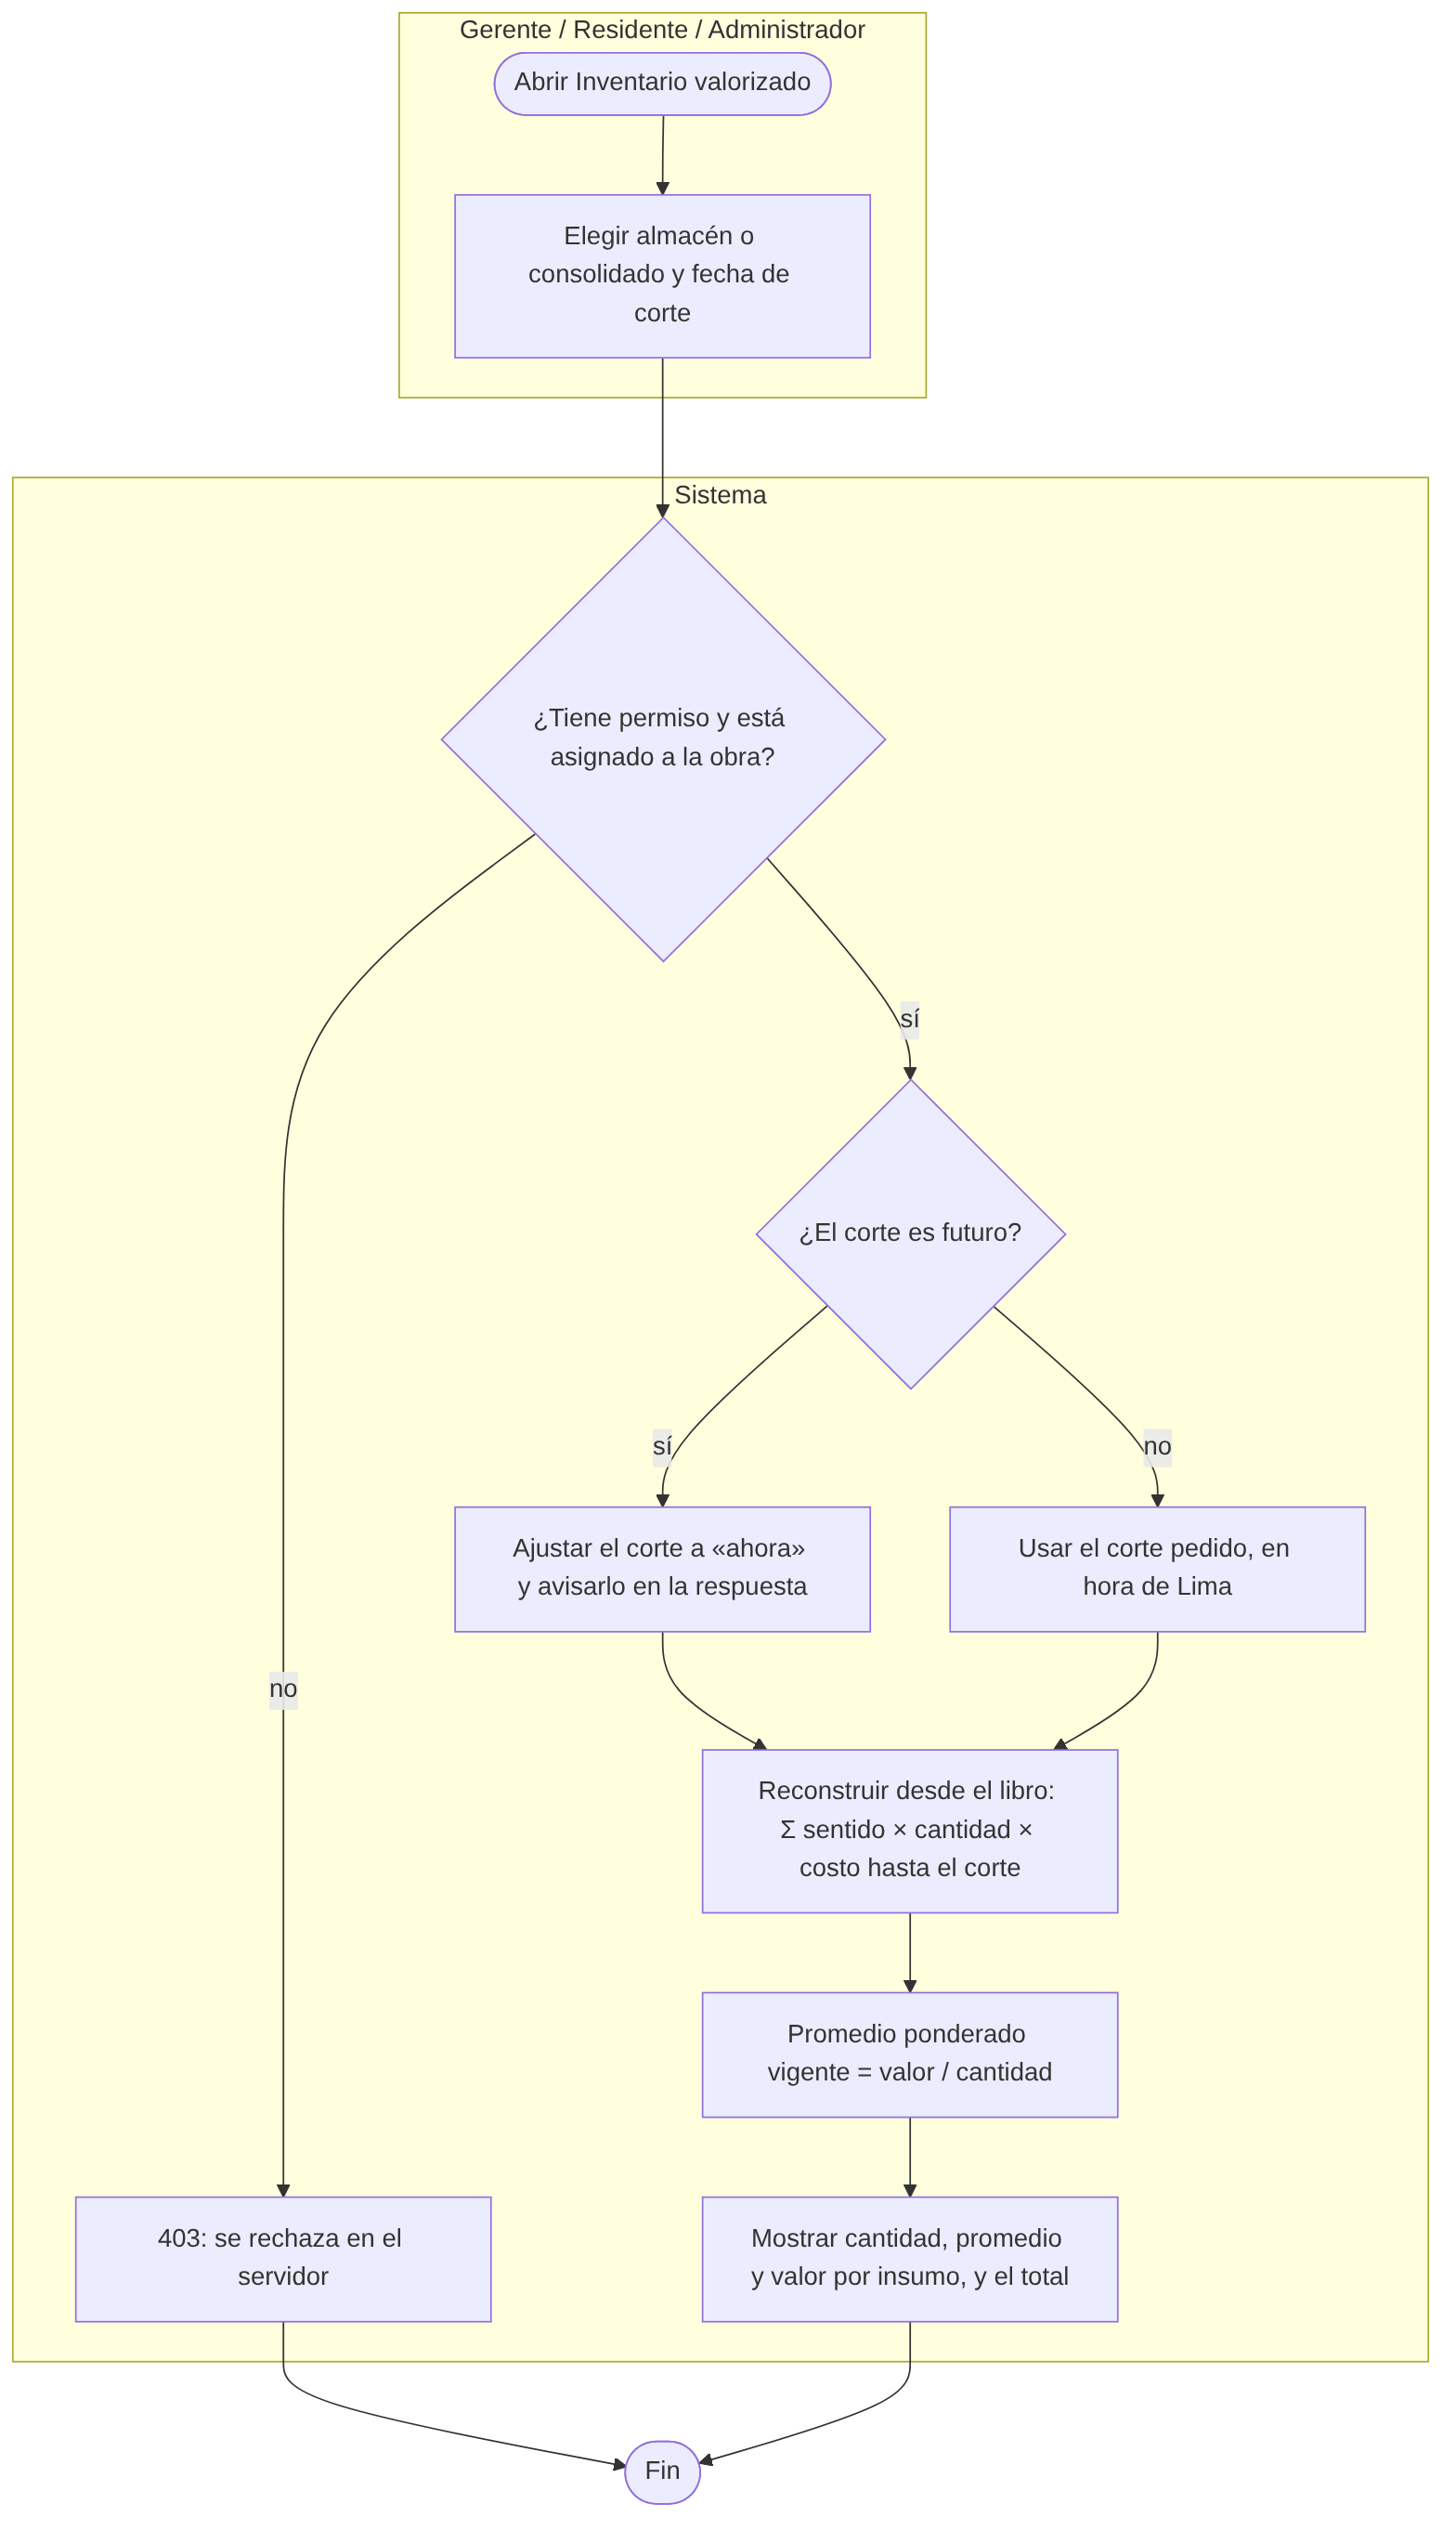 Gerente / Residente / Administrador
Abrir Inventario valorizado
Elegir almacén o
consolidado y fecha de
corte
Sistema
¿Tiene permiso y está
asignado a la obra?
sí
¿El corte es futuro?
sí
no
Ajustar el corte a «ahora»
y avisarlo en la respuesta
Usar el corte pedido, en
hora de Lima
no
Reconstruir desde el libro:
Σ sentido × cantidad ×
costo hasta el corte
Promedio ponderado
vigente = valor / cantidad
403: se rechaza en el
servidor
Mostrar cantidad, promedio
y valor por insumo, y el total
Fin